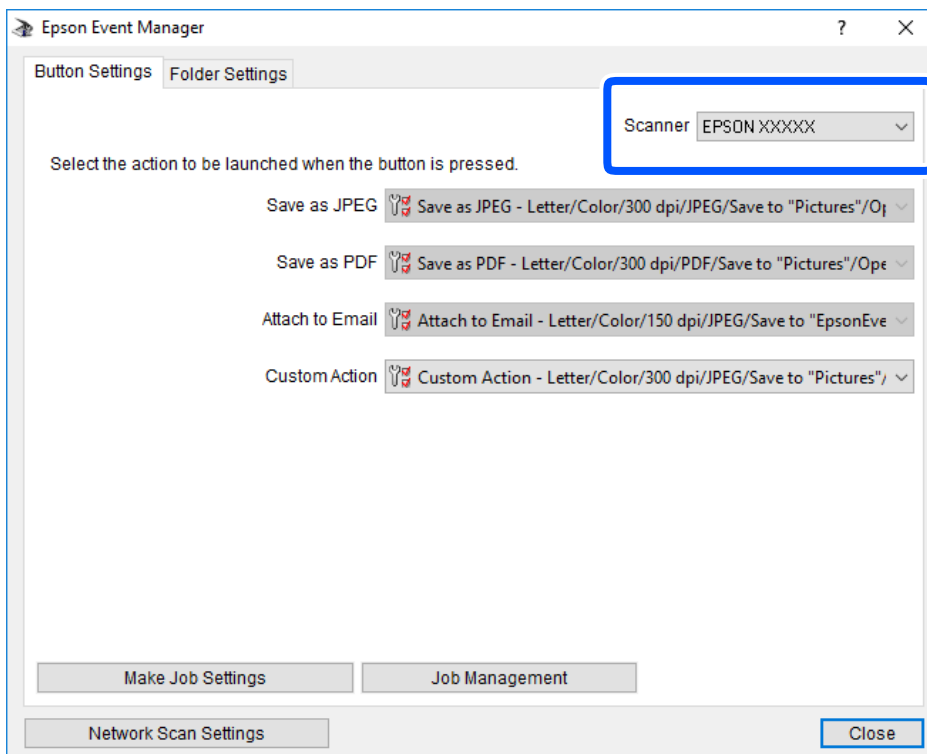 Epson Event Manager
Button Settings Folder Settings
Scanner EPSON XXXXX
Select the action to be launched when the button is pressed.
Save as JPEG Save as JPEG - Letter/Color/300 dpi/JPEG/Save to "Pictures"/Op
Save as PDF Save as PDF - Letter/Color/300 dpi/PDF/Save to "Pictures"/Ope
Attach to Email Attach to Email - Letter/Color/150 dpi/JPEG/Save to "EpsonEve
Custom Action Custom Action - Letter/Color/300 dpi/JPEG/Save to "Pictures"/
Make Job Settings Job Management
Network Scan Settings Close